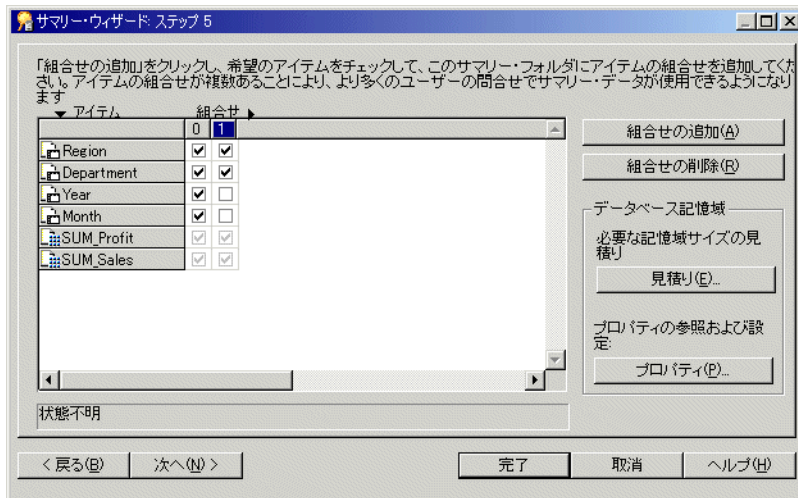 サマリー・ウィザード: ステップ 5
「組合せの追加」をクリックし、希望のアイテムをチェックして、このサマリー・フォルダにアイテムの組合せを追加してくだ
さい。アイテムの組合せが複数あることにより、より多くのユーザーの問合せでサマリー・データが使用できるようになり
ます
アイテム 組合せ
0 1
Region
Department
Year
Month
SUM_Profit
SUM_Sales
組合せの追加(A)
組合せの削除(R)
データベース記憶域
必要な記憶域サイズの見
積り
見積り(E)...
プロパティの参照および設
定:
プロパティ(P)...
状態不明
< 戻る(B) 次へ(N) > 完了 取消 ヘルプ(H)